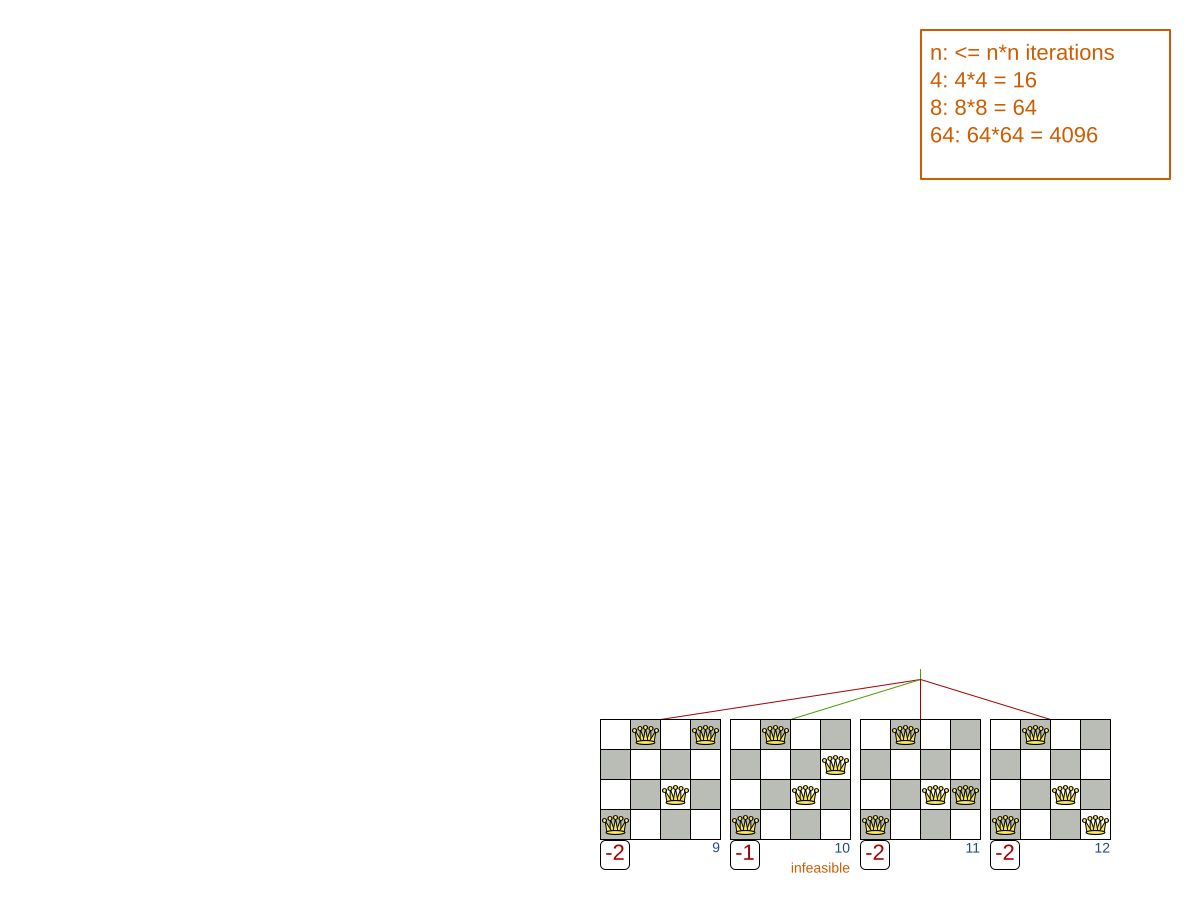 n: <= n*n iterations
4: 4*4 = 16
8: 8*8 = 64
64: 64*64 = 4096
-2 9 -1 10 -2 11 -2 12
infeasible